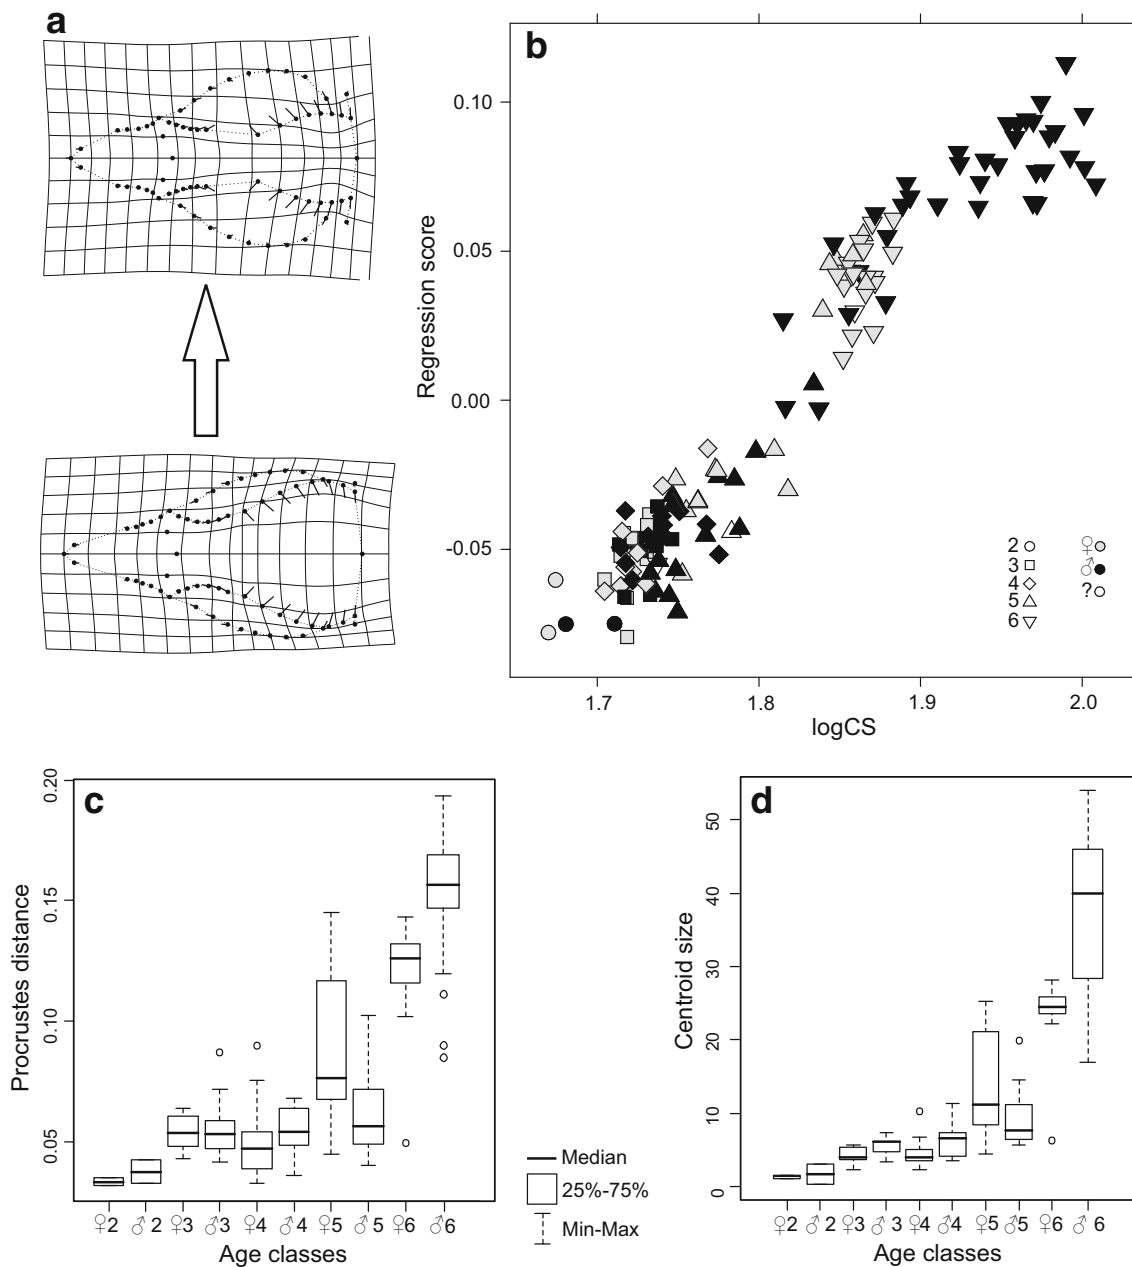 a
b
Regression score
0.10
0.05
0.00
-0.05
1.7
1.8
1.9
2.0
logCS
2
3
4
5
6
♀
♂
?
c
Procrustes distance
0.20
0.15
0.10
0.05
♀2 ♂2 ♀3 ♂3 ♀4 ♂4 ♀5 ♂5 ♀6 ♂6
Age classes
Median
25%-75%
Min-Max
d
Centroid size
50
40
30
20
10
0
♀2 ♂2 ♀3 ♂3 ♀4 ♂4 ♀5 ♂5 ♀6 ♂6
Age classes